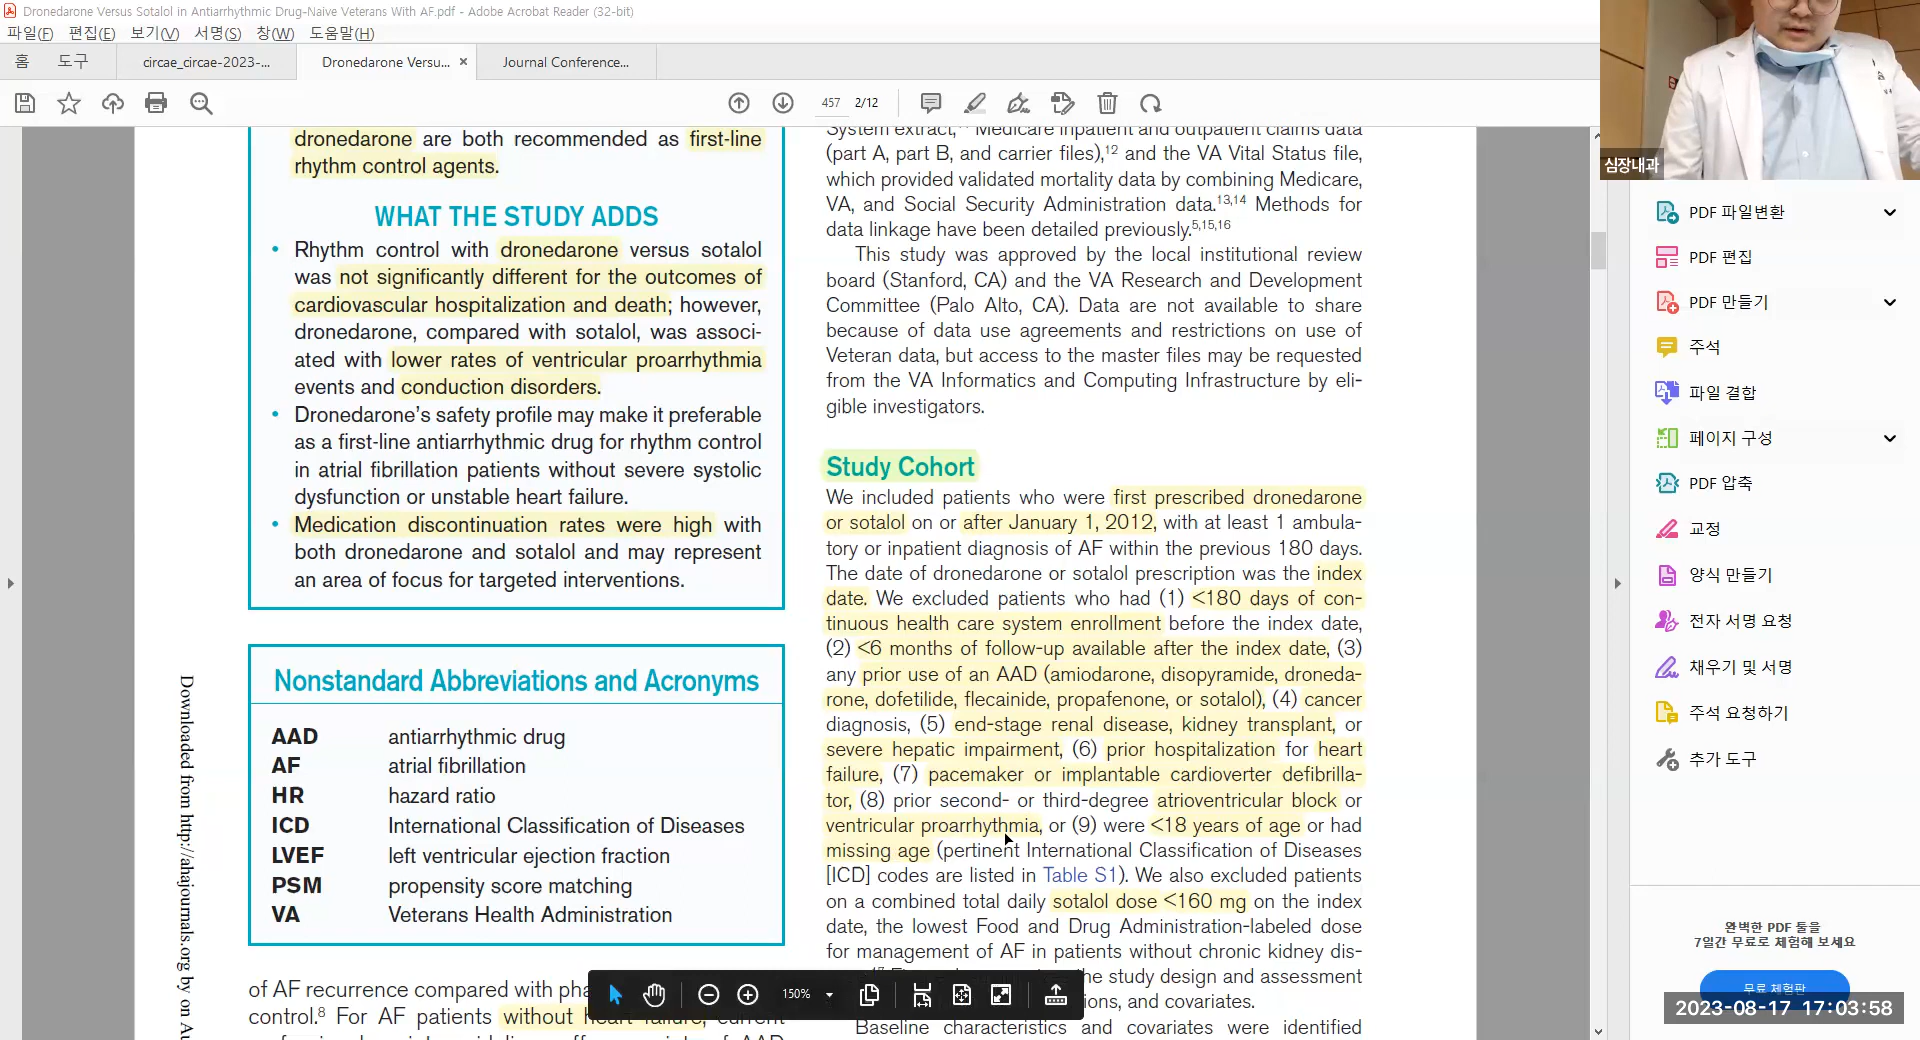 Dronedarone Versus Sotalol in Antiarrhythmic Drug-Naive Veterans With AF.pdf - Adobe Acrobat Reader (32-bit)
파일(F) 편집(E) 보기(V) 서명(S) 창(W) 도움말(H)
홈 도구 circae_circae-2023-... Dronedarone Versu... × Journal Conference...
457 2/12
dronedarone are both recommended as first-line
rhythm control agents.
WHAT THE STUDY ADDS
• Rhythm control with dronedarone versus sotalol
was not significantly different for the outcomes of
cardiovascular hospitalization and death; however,
dronedarone, compared with sotalol, was associ-
ated with lower rates of ventricular proarrhythmia
events and conduction disorders.
• Dronedarone's safety profile may make it preferable
as a first-line antiarrhythmic drug for rhythm control
in atrial fibrillation patients without severe systolic
dysfunction or unstable heart failure.
• Medication discontinuation rates were high with
both dronedarone and sotalol and may represent
an area of focus for targeted interventions.
Nonstandard Abbreviations and Acronyms
AAD antiarrhythmic drug
AF atrial fibrillation
HR hazard ratio
ICD International Classification of Diseases
LVEF left ventricular ejection fraction
PSM propensity score matching
VA Veterans Health Administration
of AF recurrence compared with
control.8 For AF patients without heart failure, current
Downloaded from http://ahajournals.org by on
System extract, Medicare inpatient and outpatient claims data
(part A, part B, and carrier files),12 and the VA Vital Status file,
which provided validated mortality data by combining Medicare,
VA, and Social Security Administration data.13,14 Methods for
data linkage have been detailed previously.5,15,16
This study was approved by the local institutional review
board (Stanford, CA) and the VA Research and Development
Committee (Palo Alto, CA). Data are not available to share
because of data use agreements and restrictions on use of
Veteran data, but access to the master files may be requested
from the VA Informatics and Computing Infrastructure by eli-
gible investigators.
Study Cohort
We included patients who were first prescribed dronedarone
or sotalol on or after January 1, 2012, with at least 1 ambula-
tory or inpatient diagnosis of AF within the previous 180 days.
The date of dronedarone or sotalol prescription was the index
date. We excluded patients who had (1) <180 days of con-
tinuous health care system enrollment before the index date,
(2) <6 months of follow-up available after the index date, (3)
any prior use of an AAD (amiodarone, disopyramide, droneda-
rone, dofetilide, flecainide, propafenone, or sotalol), (4) cancer
diagnosis, (5) end-stage renal disease, kidney transplant, or
severe hepatic impairment, (6) prior hospitalization for heart
failure, (7) pacemaker or implantable cardioverter defibrilla-
tor, (8) prior second- or third-degree atrioventricular block or
ventricular proarrhythmia, or (9) were <18 years of age or had
missing age (pertinent International Classification of Diseases
[ICD] codes are listed in Table S1). We also excluded patients
on a combined total daily sotalol dose <160 mg on the index
date, the lowest Food and Drug Administration-labeled dose
for management of AF in patients without chronic kidney dis-
the study design and assessment
and covariates.
Baseline characteristics and covariates were identified
150%
심장내과
PDF 파일변환
PDF 편집
PDF 만들기
주석
파일 결합
페이지 구성
PDF 압축
교정
양식 만들기
전자 서명 요청
채우기 및 서명
주석 요청하기
추가 도구
완벽한 PDF 툴을
7일간 무료로 체험해 보세요
무료 체험판
2023-08-17 17:03:58